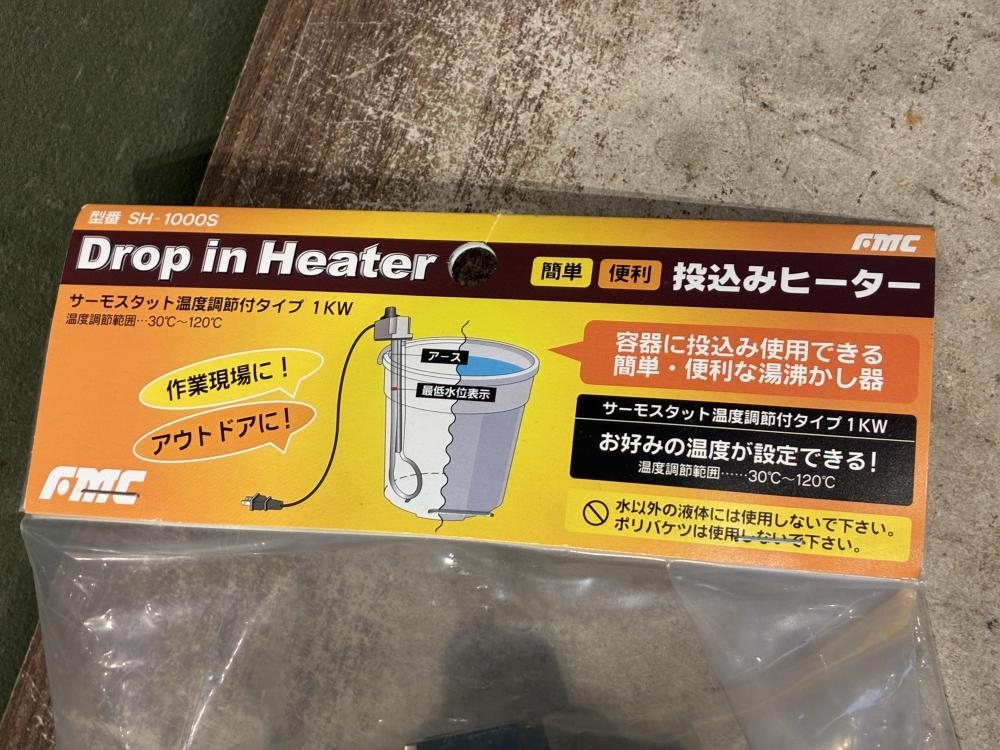 型番 SH-1000S
FMC
Drop in Heater
簡単 便利 投込みヒーター
サーモスタット温度調節付タイプ 1KW
温度調節範囲…30℃～120℃
作業現場に!
アウトドアに!
FMC
アース
最低水位表示
容器に投込み使用できる
簡単・便利な湯沸かし器
サーモスタット温度調節付タイプ1KW
お好みの温度が設定できる!
温度調節範囲……30℃～120℃
水以外の液体には使用しないで下さい。
ポリバケツは使用しないで下さい。